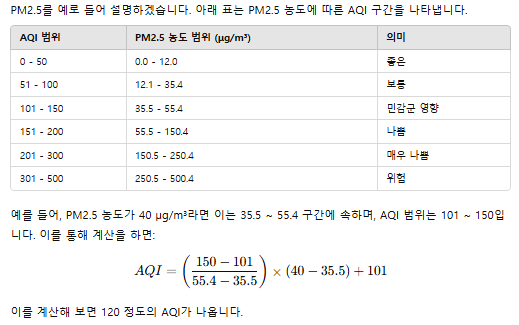 PM2.5를 예로 들어 설명하겠습니다. 아래 표는 PM2.5 농도에 따른 AQI 구간을 나타냅니다.
AQI 범위 PM2.5 농도 범위 (µg/m³) 의미
0 - 50 0.0 - 12.0 좋은
51 - 100 12.1 - 35.4 보통
101 - 150 35.5 - 55.4 민감군 영향
151 - 200 55.5 - 150.4 나쁨
201 - 300 150.5 - 250.4 매우 나쁨
301 - 500 250.5 - 500.4 위험
예를 들어, PM2.5 농도가 40 µg/m³라면 이는 35.5 ~ 55.4 구간에 속하며, AQI 범위는 101 ~ 150입
니다. 이를 통해 계산을 하면:
AQI = (150 − 101 / 55.4 − 35.5) × (40 − 35.5) + 101
이를 계산해 보면 120 정도의 AQI가 나옵니다.